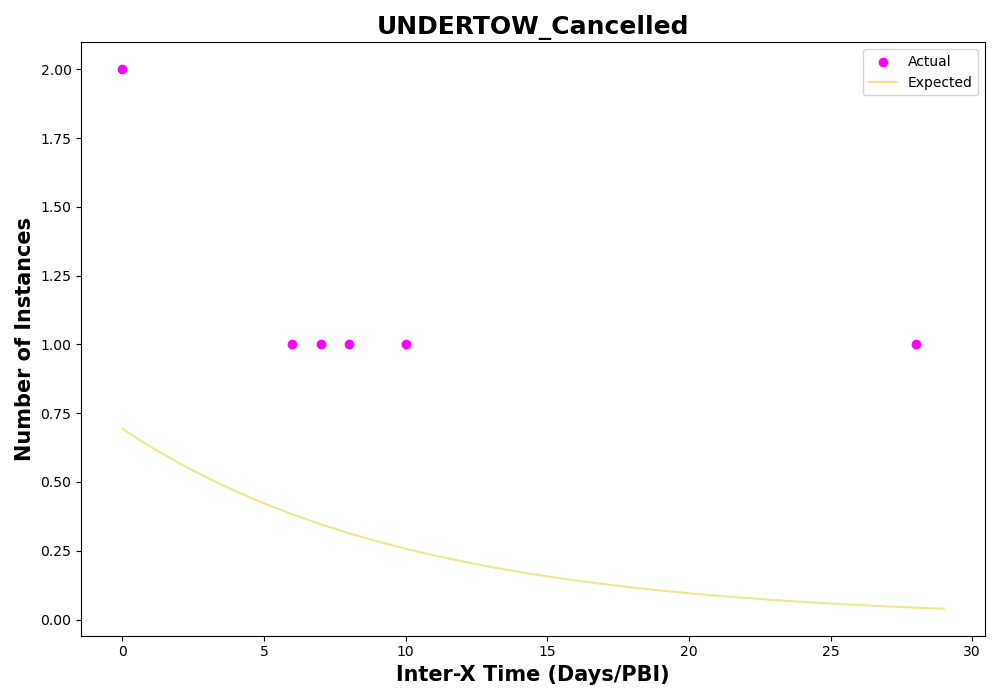 UNDERTOW_Cancelled
Actual
Expected
Number of Instances
2.00
1.75
1.50
1.25
1.00
0.75
0.50
0.25
0.00
0 5 10 15 20 25 30
Inter-X Time (Days/PBI)